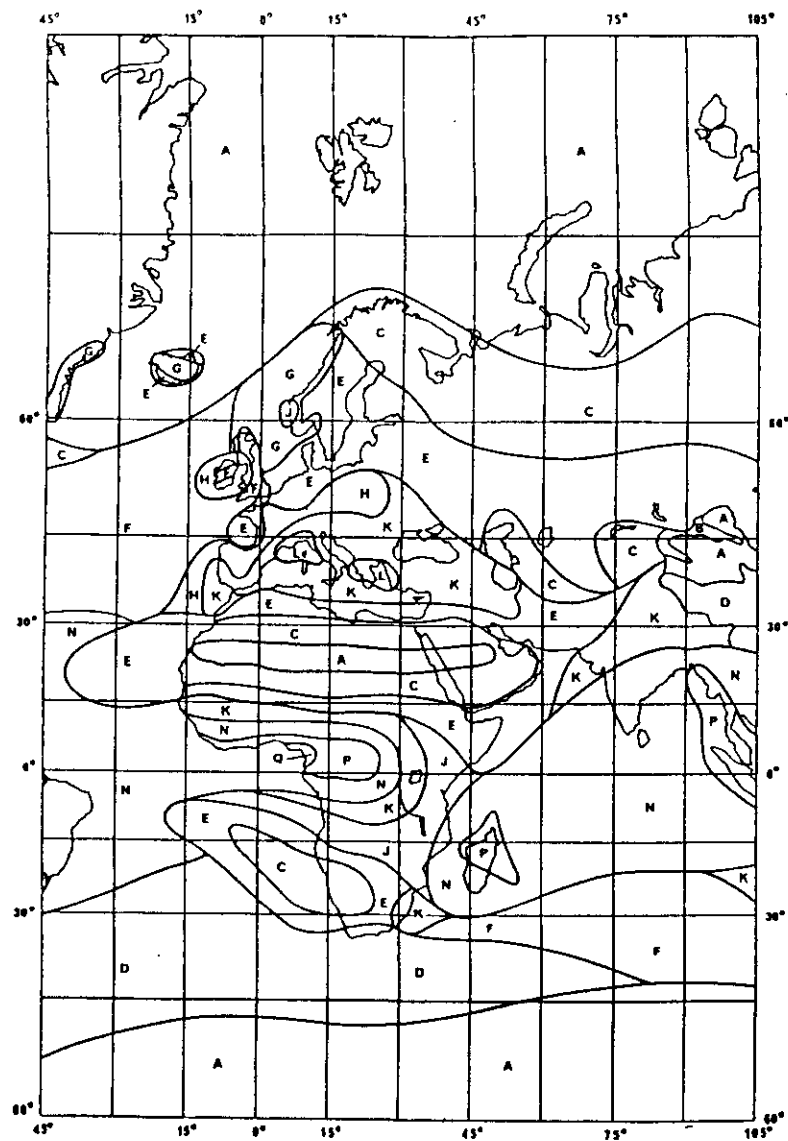 45° 15° 0° 15° 45° 75° 105°
A A
E
C
G G
G E
E J
60° C 60°
G
C E
H E
H
F E K A
B
C A
K
L
K C
H K K D
E E K
30° N 30°
C
E A N
C K
K
N E P
Q P J
0° 0°
N N N
K
E
J
P
C N K
E K
30° 30°
F
F
D D
A A
60° 60°
45° 15° 0° 15° 45° 75° 105°